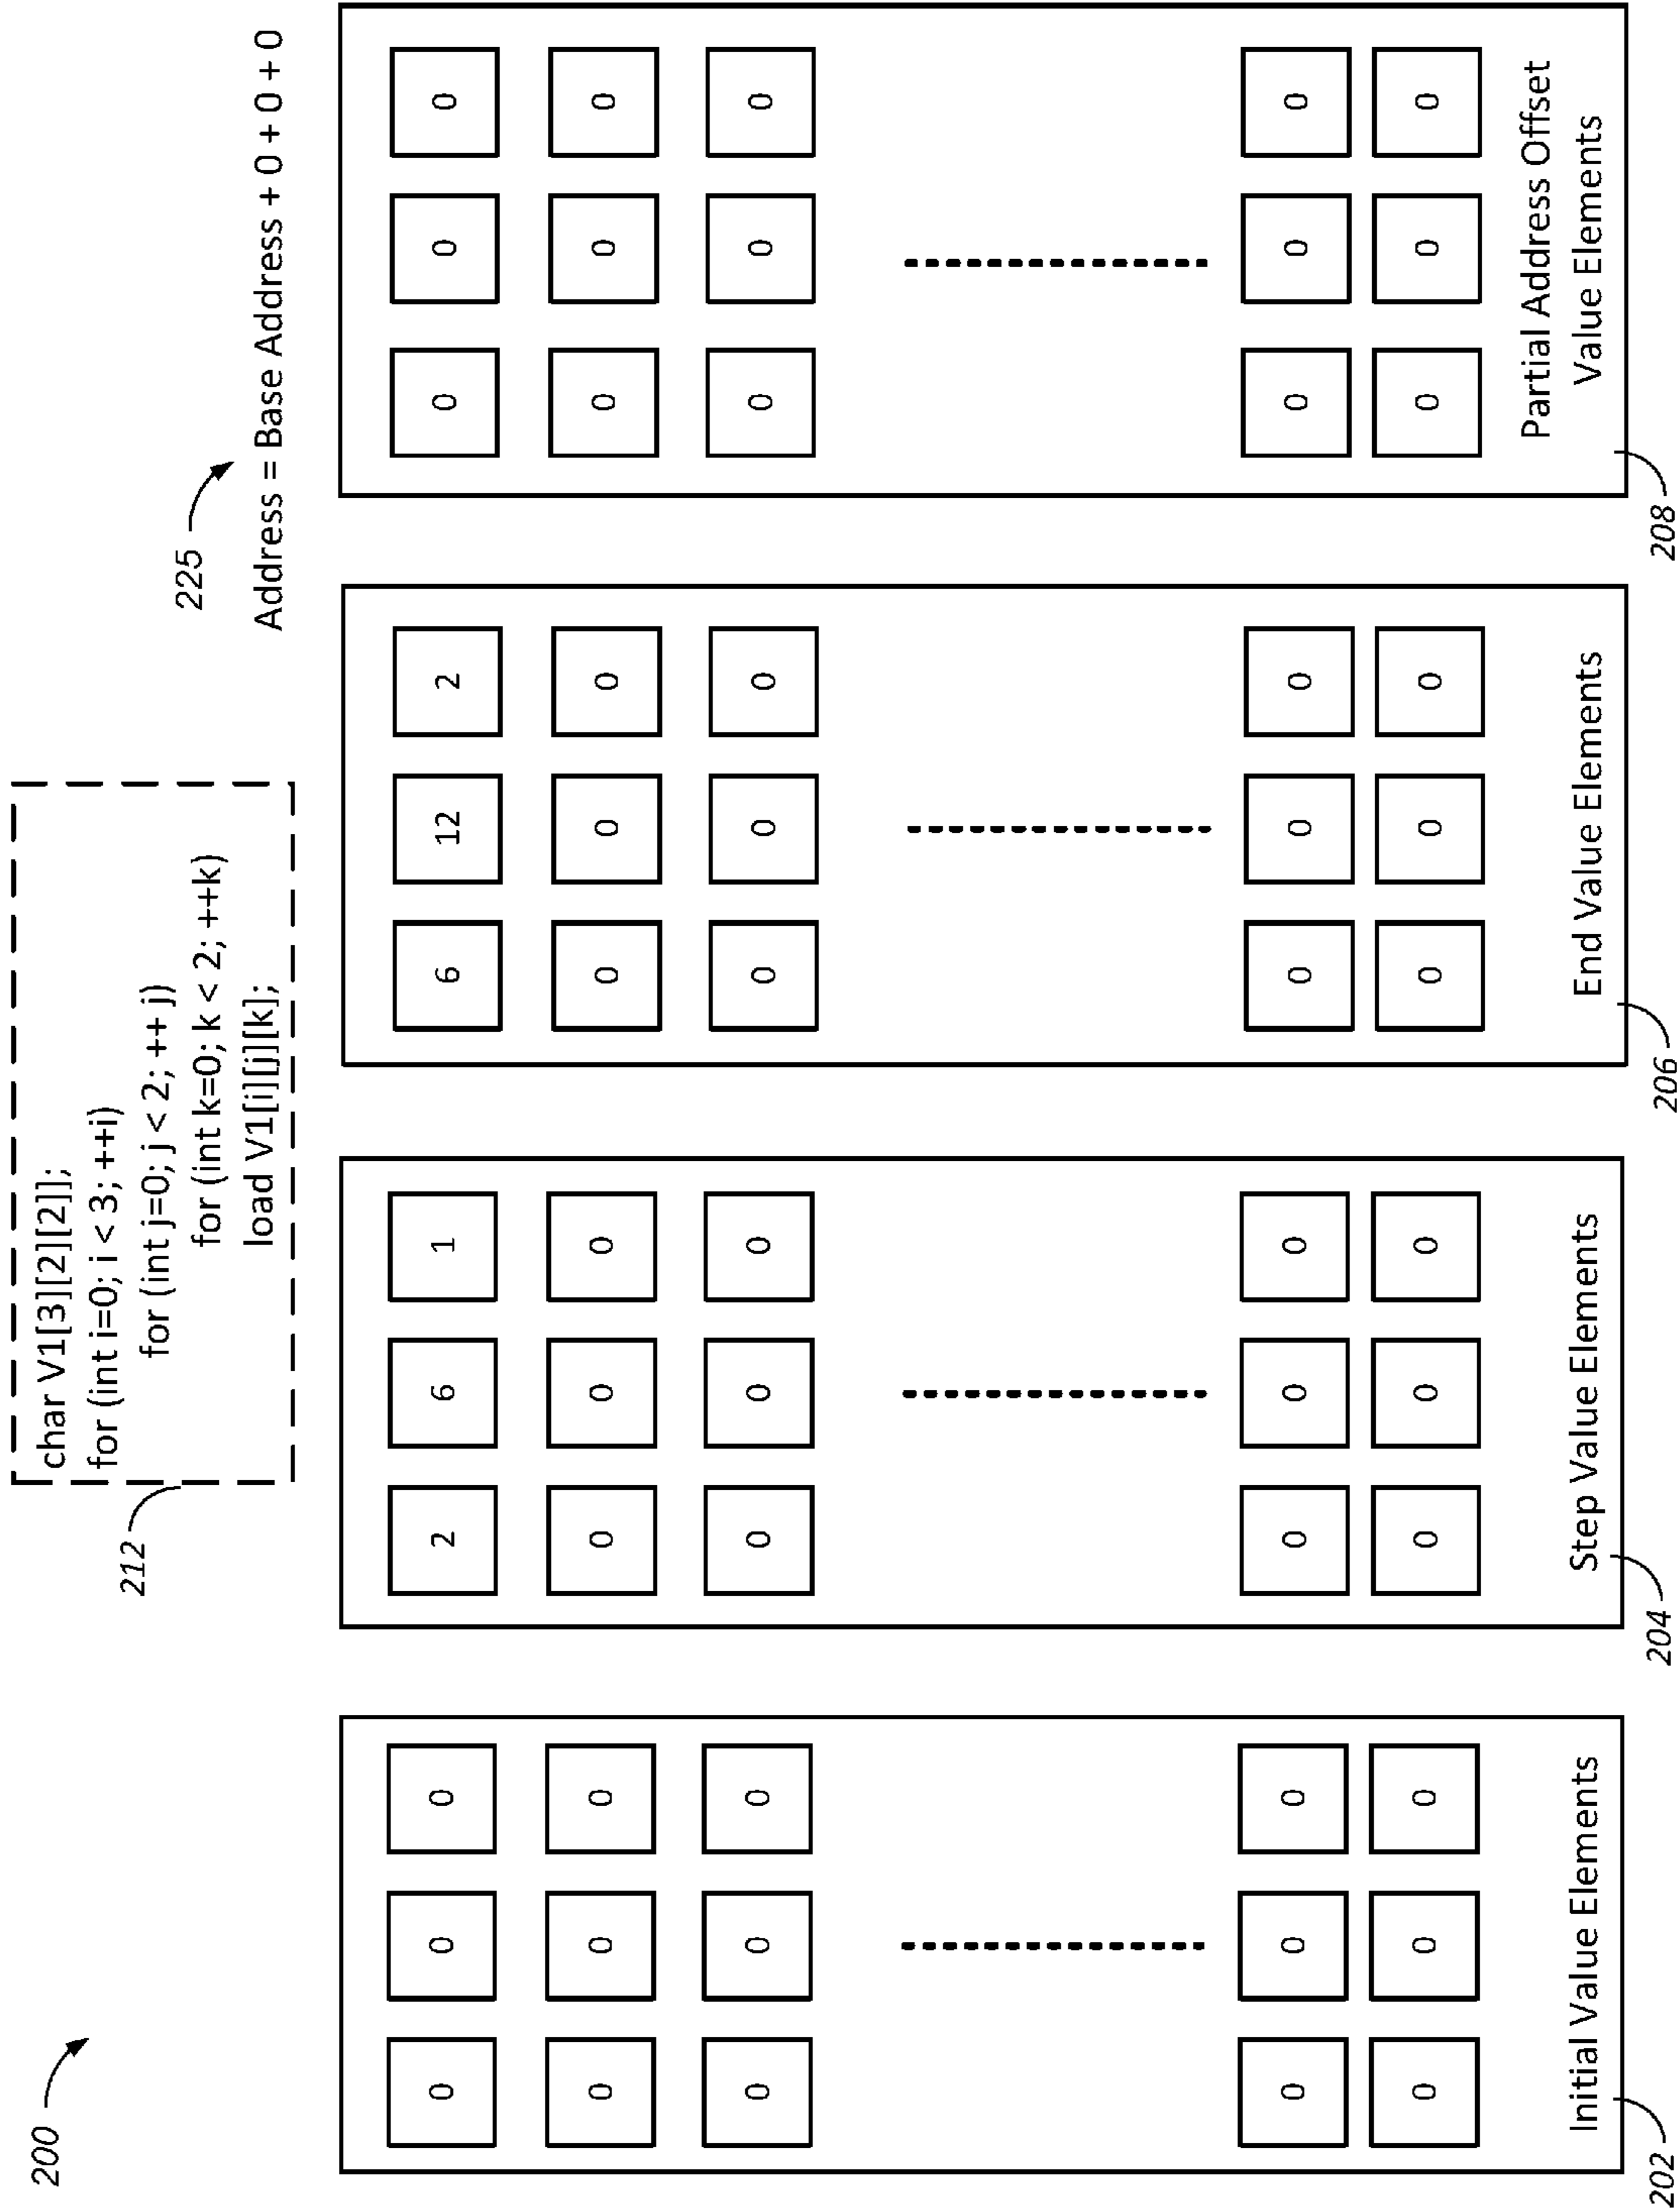 200
212
char V1[3][2][2]];
for (int i=0; i < 3; ++i)
for (int j=0; j < 2; ++ j)
for (int k=0; k < 2; ++k)
load V1[i][j][k];
225
Address = Base Address + 0 + 0 + 0
0 0 0
0 0 0
0 0 0
0 0 0
0 0 0
Initial Value Elements
202
2 6 1
0 0 0
0 0 0
0 0 0
0 0 0
Step Value Elements
204
6 12 2
0 0 0
0 0 0
0 0 0
0 0 0
End Value Elements
206
0 0 0
0 0 0
0 0 0
0 0 0
0 0 0
Partial Address Offset
Value Elements
208